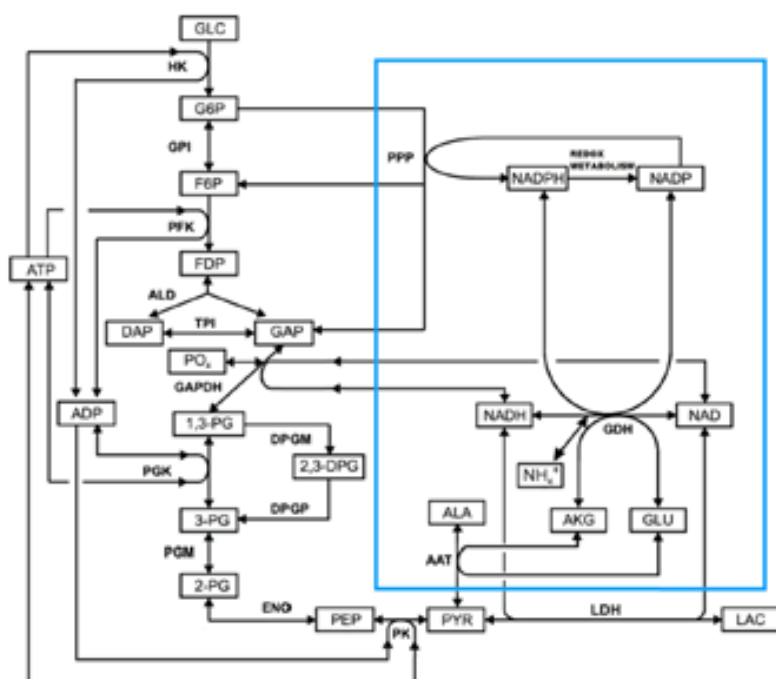 GLC
HK
G6P
GPI
PPP
REDOX
METABOLISM
F6P
NADPH
NADP
PFK
ATP
FDP
ALD
DAP
TPI
GAP
PO₄
GAPDH
ADP
1,3-PG
NADH
NAD
GDH
DPGM
PGK
2,3-DPG
NH₄⁺
DPGP
ALA
3-PG
AKG
GLU
PGM
AAT
2-PG
ENO
PEP
PK
PYR
LDH
LAC